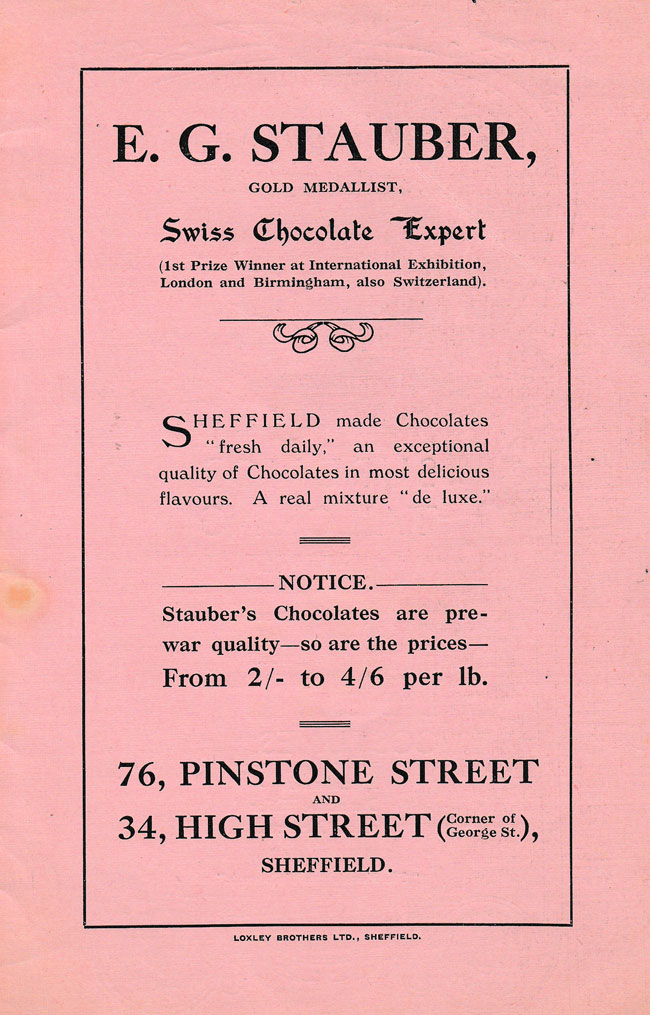 E. G. STAUBER,
GOLD MEDALLIST,
Swiss Chocolate Expert
(1st Prize Winner at International Exhibition,
London and Birmingham, also Switzerland).
SHEFFIELD made Chocolates
"fresh daily," an exceptional
quality of Chocolates in most delicious
flavours. A real mixture "de luxe."
NOTICE.
Stauber's Chocolates are pre-
war quality—so are the prices—
From 2/- to 4/6 per lb.
76, PINSTONE STREET
AND
34, HIGH STREET (Corner of George St.),
SHEFFIELD.
LOXLEY BROTHERS LTD., SHEFFIELD.